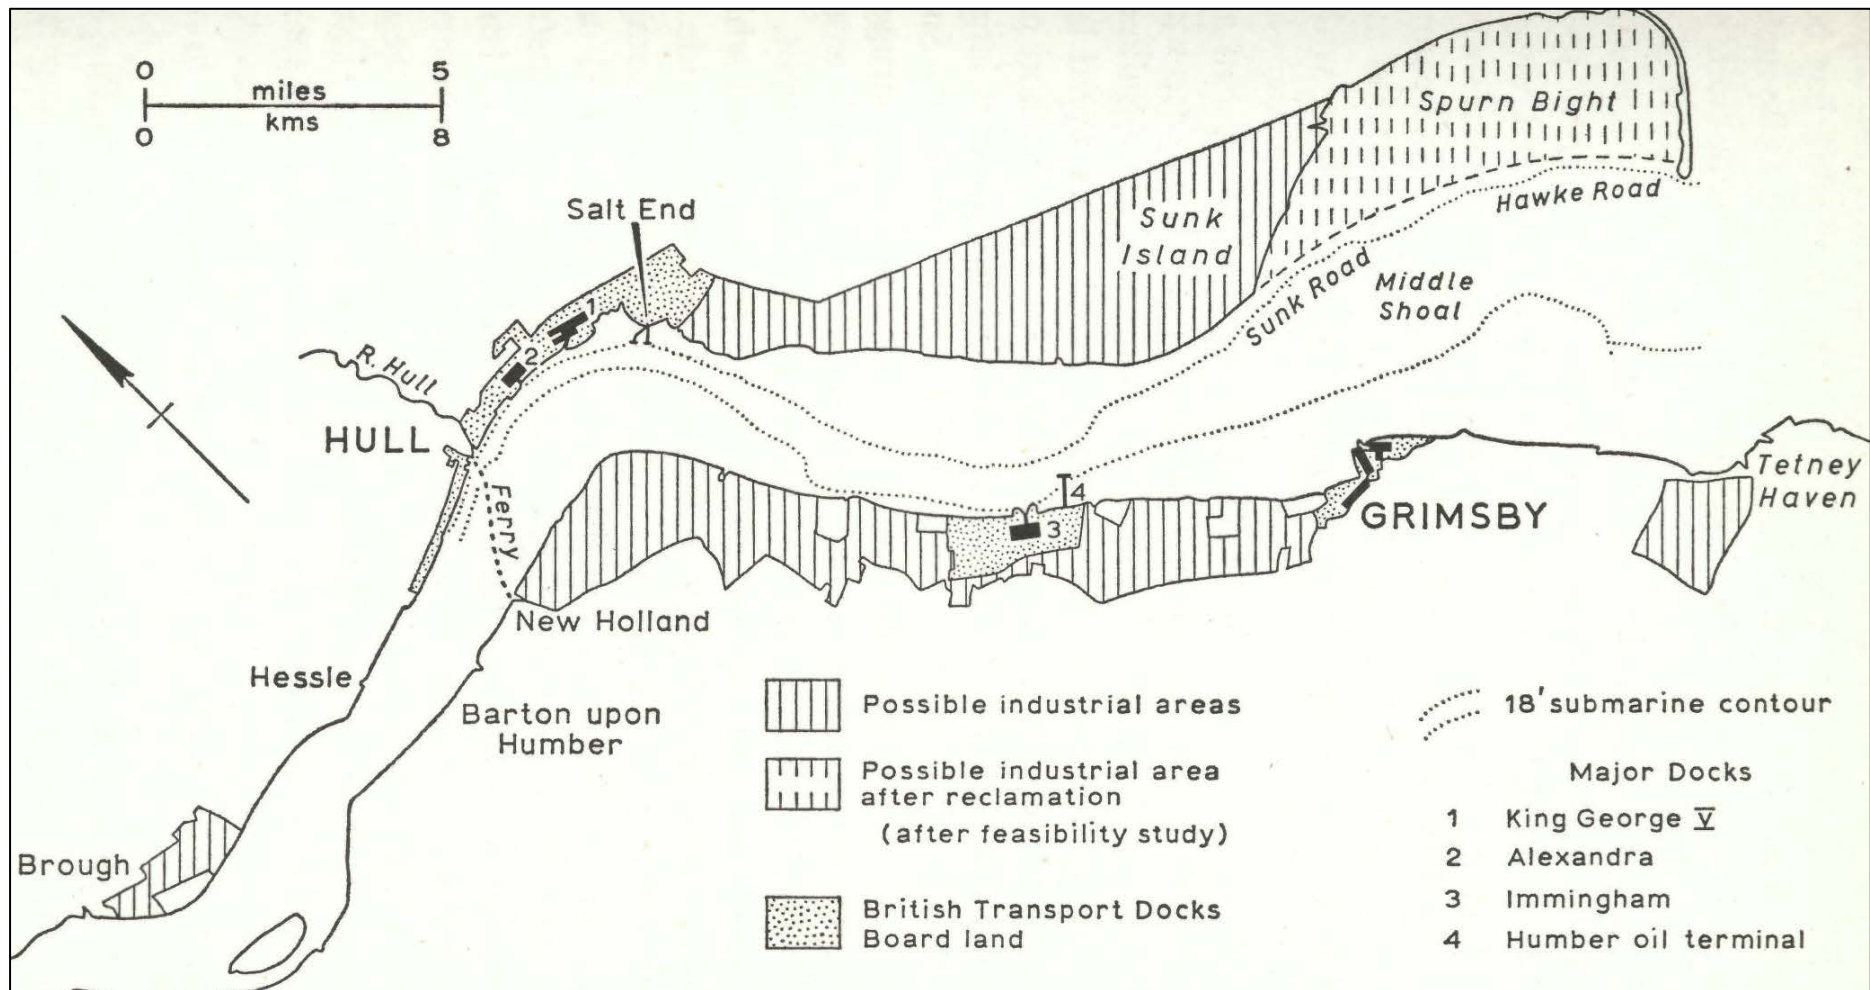 0 5
miles
kms
0 8
Spurn Bight
Hawke Road
Salt End
Sunk
Island
Middle
Shoal
Sunk Road
1
2
R. Hull
HULL
Ferry
4
3
GRIMSBY
Tetney
Haven
New Holland
Hessle
Barton upon
Humber
Brough
Possible industrial areas
Possible industrial area
after reclamation
(after feasibility study)
British Transport Docks
Board land
18' submarine contour
Major Docks
1 King George V
2 Alexandra
3 Immingham
4 Humber oil terminal